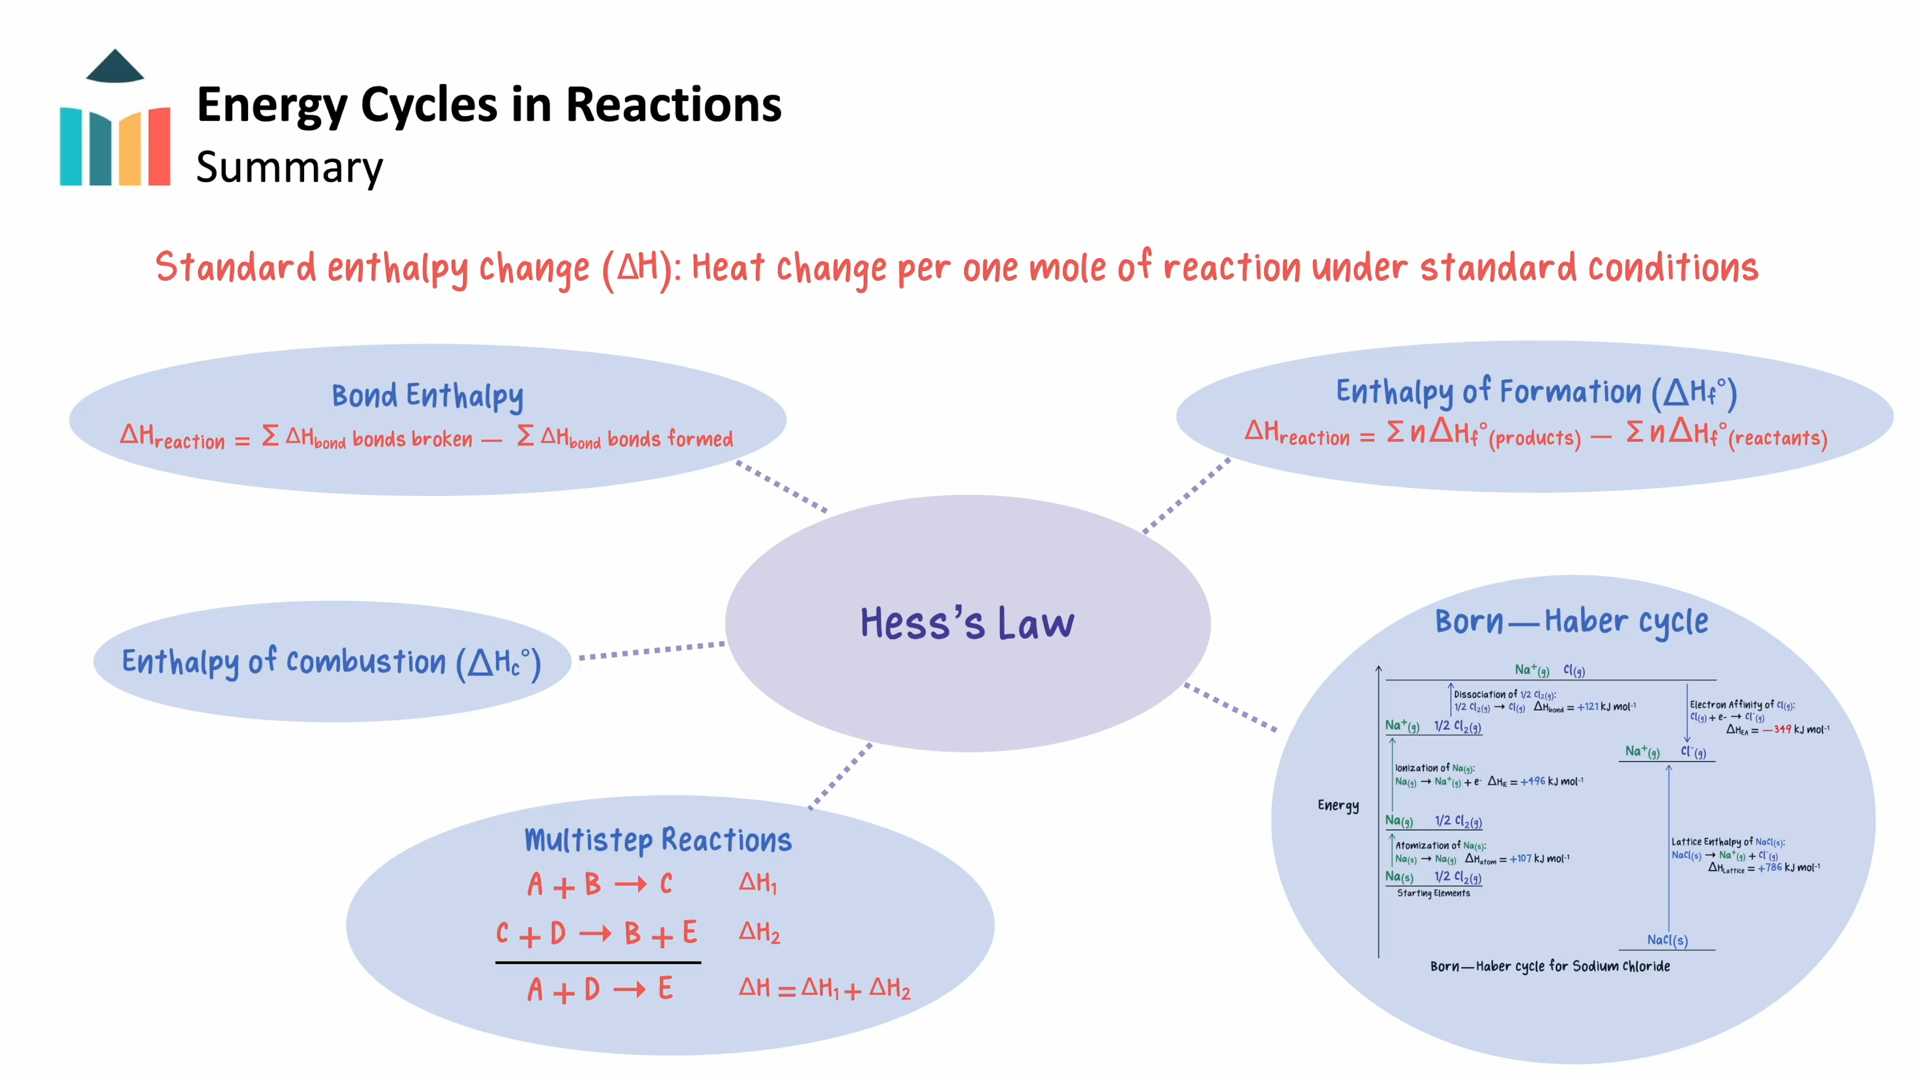 Energy Cycles in Reactions
Summary
Standard enthalpy change (ΔH): Heat change per one mole of reaction under standard conditions
Bond Enthalpy
ΔHreaction = Σ ΔHbond bonds broken — Σ ΔHbond bonds formed
Enthalpy of Formation (ΔHf°)
ΔHreaction = Σ n ΔHf°(products) — Σ n ΔHf°(reactants)
Hess's Law
Enthalpy of Combustion (ΔHc°)
Multistep Reactions
A + B → C ΔH₁
C + D → B + E ΔH₂
A + D → E ΔH = ΔH₁ + ΔH₂
Born—Haber cycle
Na⁺(g) Cl(g)
Dissociation of 1/2 Cl₂(g):
1/2 Cl₂(g) → Cl(g) ΔHbond = +121 kJ mol⁻¹
Na⁺(g) 1/2 Cl₂(g)
Electron Affinity of Cl(g):
Cl(g) + e- → Cl⁻(g)
ΔHEA = —349 kJ mol⁻¹
Na⁺(g) Cl⁻(g)
Ionization of Na(g):
Na(g) → Na⁺(g) + e⁻ ΔHIE = +496 kJ mol⁻¹
Energy
Na(g) 1/2 Cl₂(g)
Atomization of Na(s):
Na(s) → Na(g) ΔHatom = +107 kJ mol⁻¹
Na(s) 1/2 Cl₂(g)
Starting Elements
Lattice Enthalpy of NaCl(s):
NaCl(s) → Na⁺(g) + Cl⁻(g)
ΔHLattice = +786 kJ mol⁻¹
NaCl(s)
Born—Haber cycle for Sodium Chloride